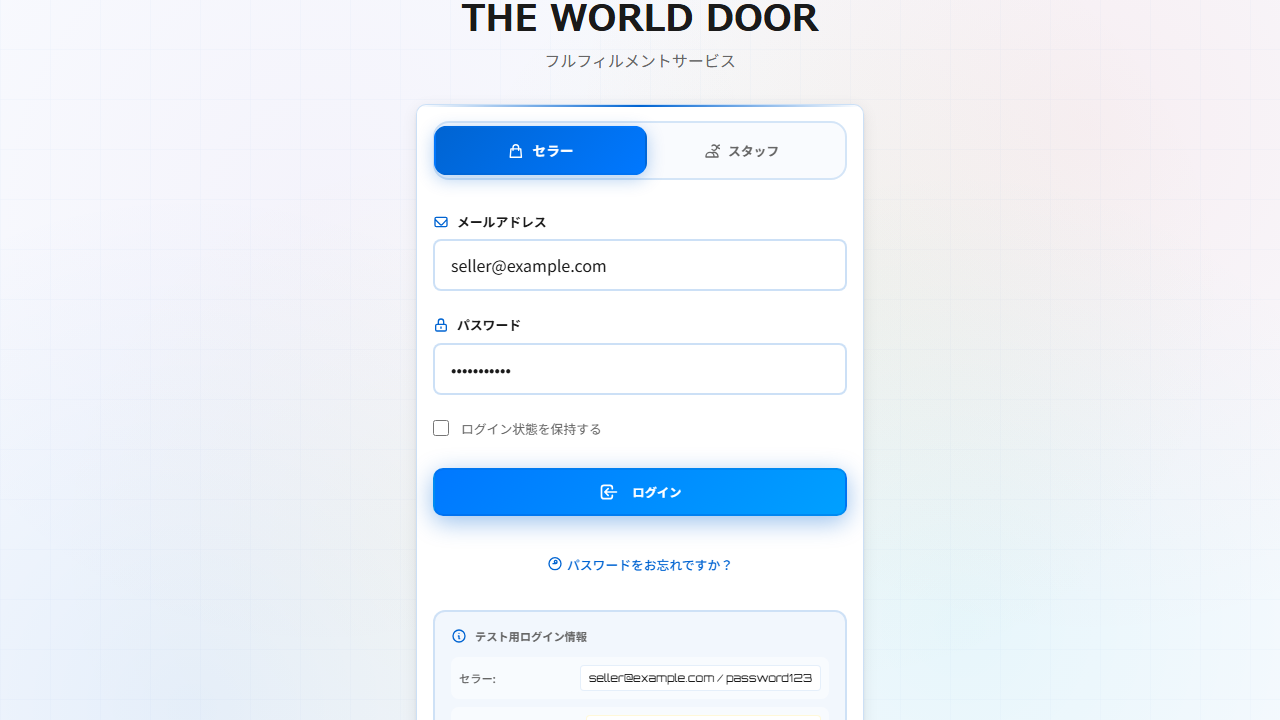 THE WORLD DOOR
フルフィルメントサービス
セラー
スタッフ
メールアドレス
seller@example.com
パスワード
•••••••••••
ログイン状態を保持する
ログイン
パスワードをお忘れですか？
テスト用ログイン情報
セラー:
seller@example.com / password123